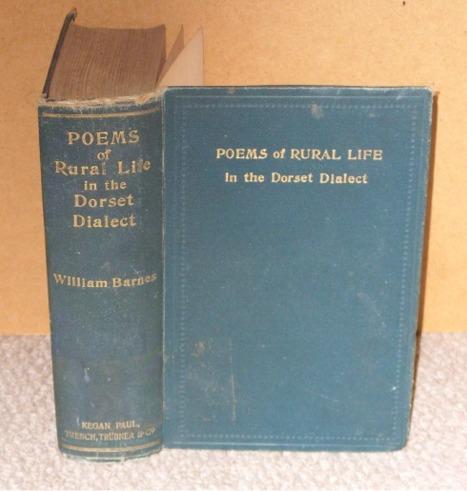 POEMS
of
Rural Life
in the
Dorset
Dialect
William Barnes
KEGAN PAUL,
TRENCH, TRÜBNER & CO
POEMS of RURAL LIFE
In the Dorset Dialect